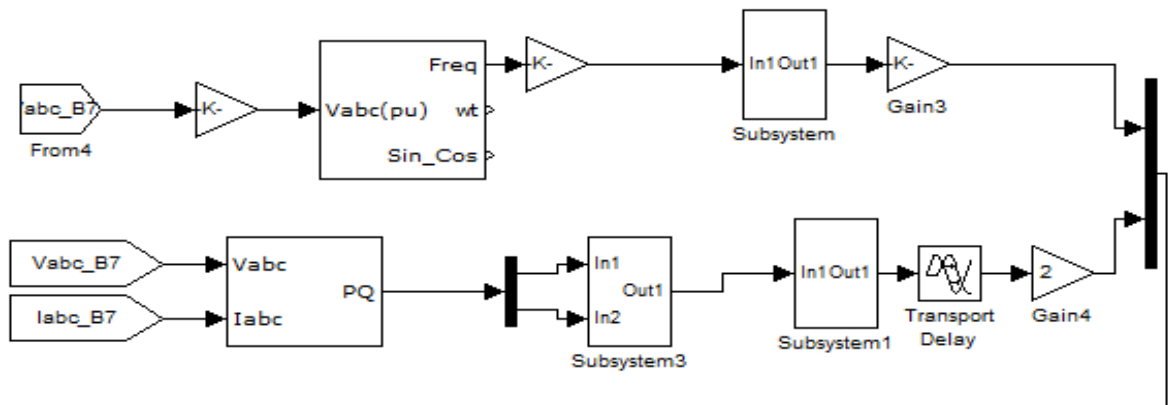 Freq
K-
In1 Out1
K-
Vabc_B7
K-
Vabc(pu)
wt
Gain3
Subsystem
From4
Sin_Cos
Vabc_B7
Vabc
In1
In1 Out1
2
PQ
Out1
Iabc_B7
Iabc
In2
Transport
Delay
Gain4
Subsystem1
Subsystem3